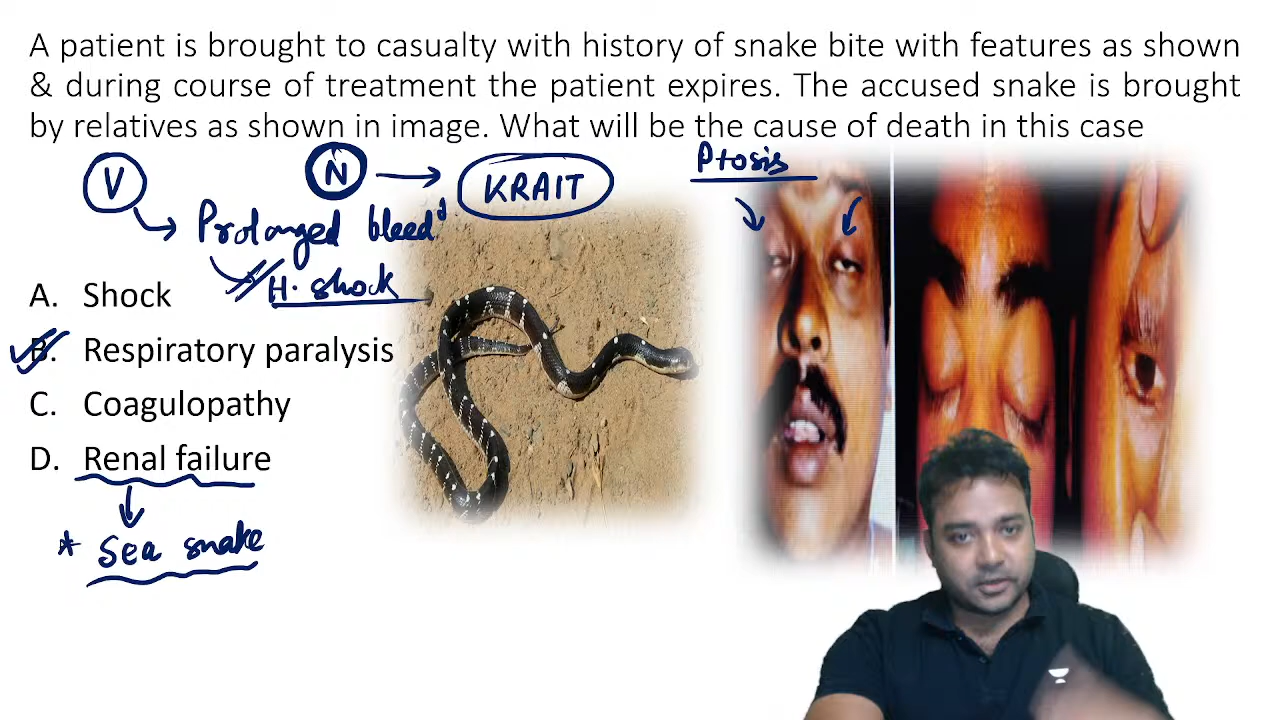 A patient is brought to casualty with history of snake bite with features as shown
& during course of treatment the patient expires. The accused snake is brought
by relatives as shown in image. What will be the cause of death in this case
V
N → KRAIT
Ptosis
Prolonged bleed
H. shock
A. Shock
B. Respiratory paralysis
C. Coagulopathy
D. Renal failure
* Sea snake